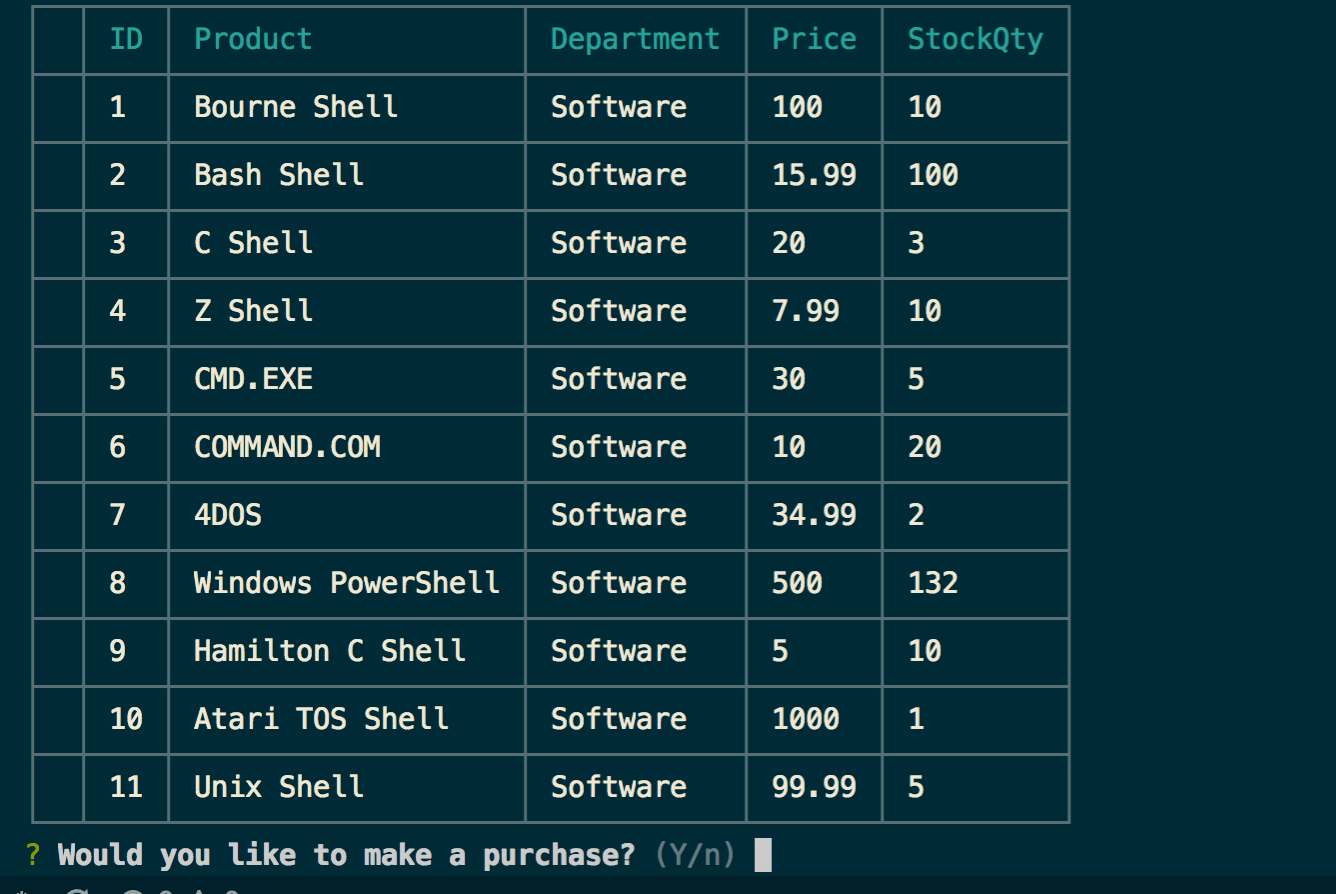 ID Product Department Price StockQty
1 Bourne Shell Software 100 10
2 Bash Shell Software 15.99 100
3 C Shell Software 20 3
4 Z Shell Software 7.99 10
5 CMD.EXE Software 30 5
6 COMMAND.COM Software 10 20
7 4DOS Software 34.99 2
8 Windows PowerShell Software 500 132
9 Hamilton C Shell Software 5 10
10 Atari TOS Shell Software 1000 1
11 Unix Shell Software 99.99 5
? Would you like to make a purchase? (Y/n)